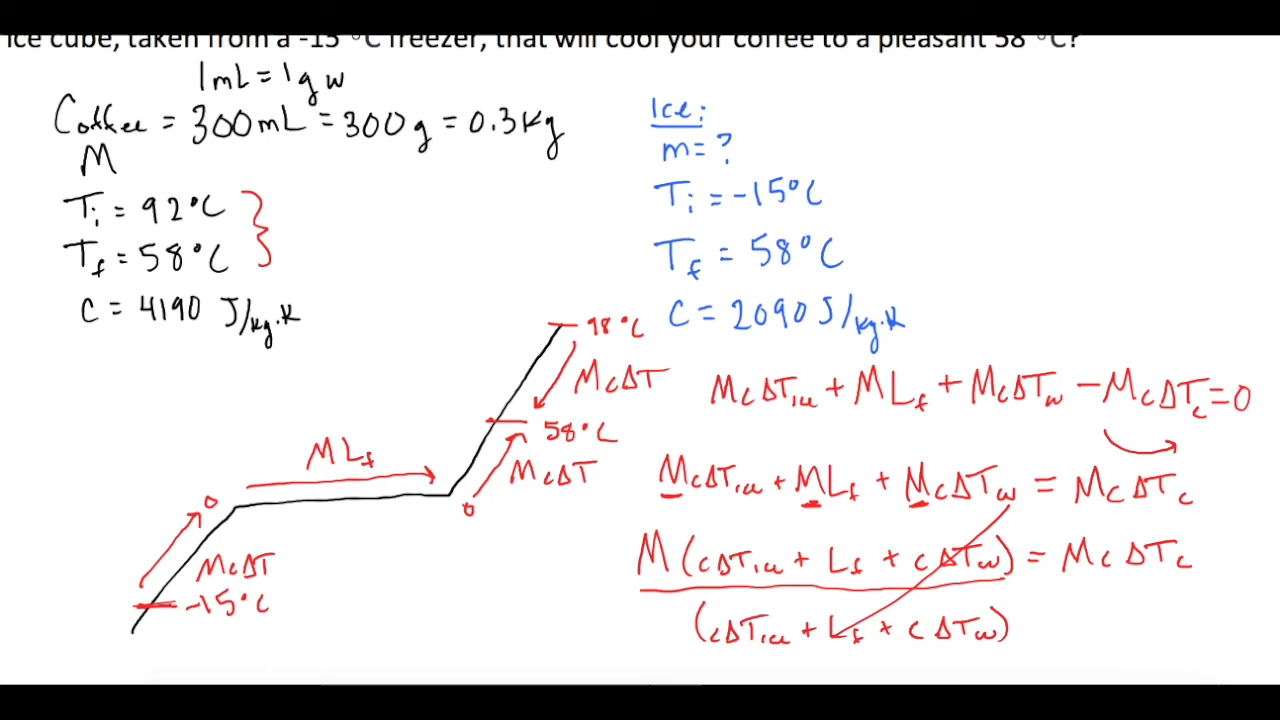 ice cube, taken from a -15 °C freezer, that will cool your coffee to a pleasant 58 °C?
1mL = 1g w
Coffee = 300mL = 300g = 0.3Kg
M
Ti = 92°C
Tf = 58°C
C = 4190 J/kg·K
Ice:
m = ?
Ti = -15°C
Tf = 58°C
C = 2090 J/kg·K
98°C
MCΔT
58°C
MCΔT
0
MLf
0
MCΔT
-15°C
MCΔTice + MLf + MCΔTw - MCΔTc = 0
MCΔTice + MLf + MCΔTw = MCΔTc
M(CΔTice + Lf + CΔTw) = MCΔTc
(CΔTice + Lf + CΔTw)